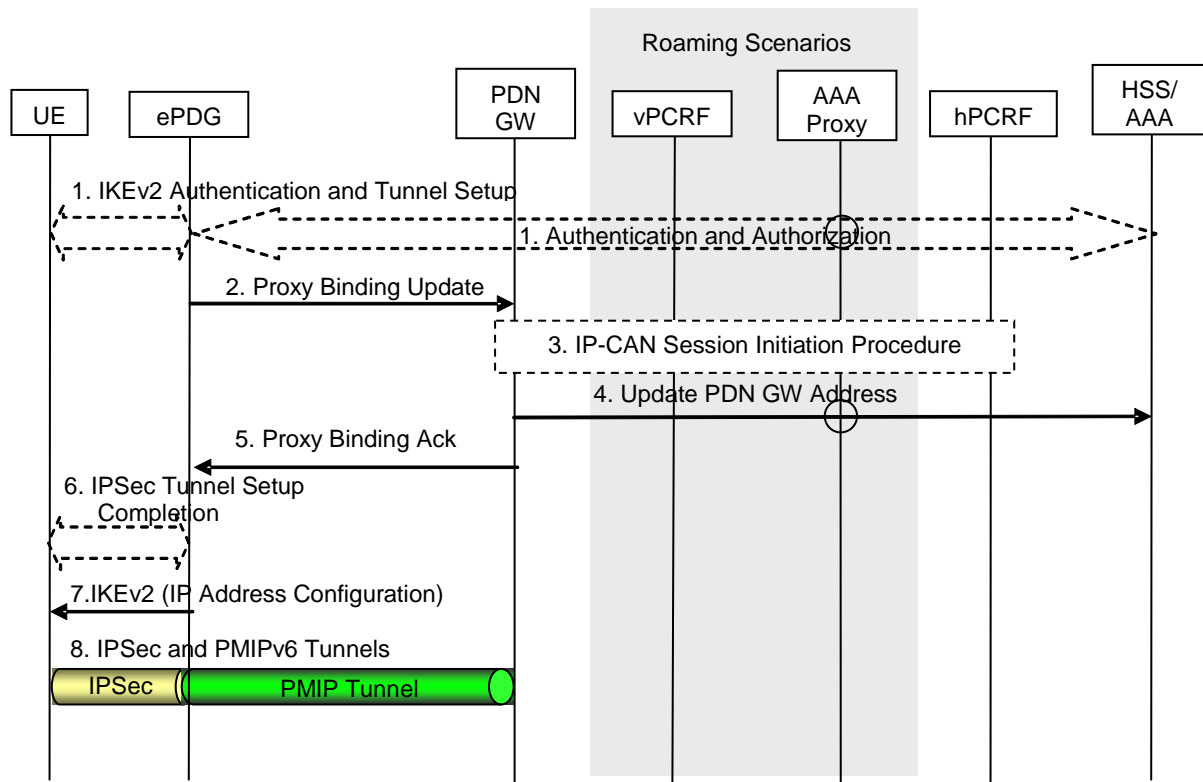 Roaming Scenarios
UE
ePDG
PDN
GW
vPCRF
AAA
Proxy
hPCRF
HSS/
AAA
1. IKEv2 Authentication and Tunnel Setup
1. Authentication and Authorization
2. Proxy Binding Update
3. IP-CAN Session Initiation Procedure
4. Update PDN GW Address
5. Proxy Binding Ack
6. IPSec Tunnel Setup
Completion
7.IKEv2 (IP Address Configuration)
8. IPSec and PMIPv6 Tunnels
IPSec
PMIP Tunnel